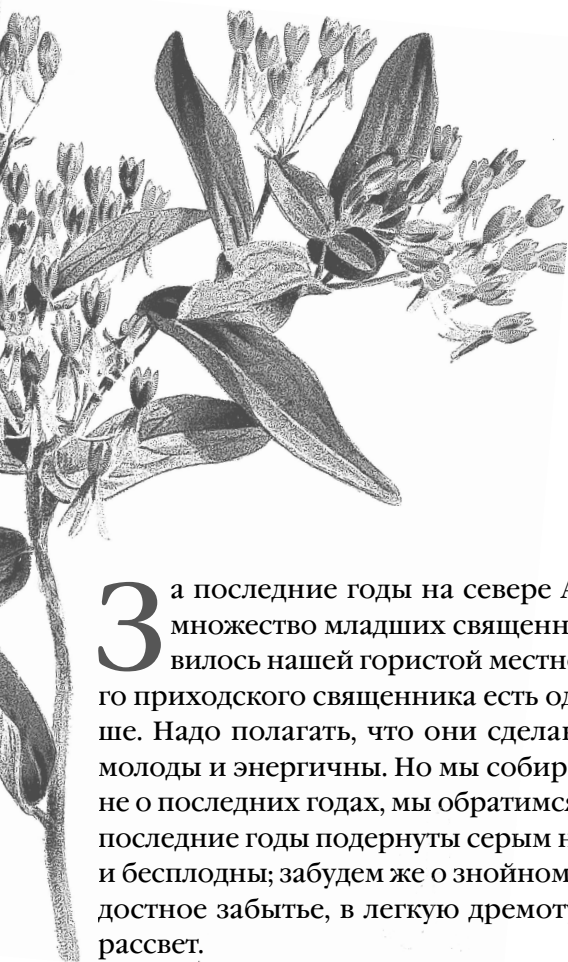 За последние годы на севере А
множество младших священн
вилось нашей гористой местно
го приходского священника есть од
ше. Надо полагать, что они сделаю
молоды и энергичны. Но мы собир
не о последних годах, мы обратимся
последние годы подернуты серым н
и бесплодны; забудем же о знойном
достное забытье, в легкую дремот
рассвет.